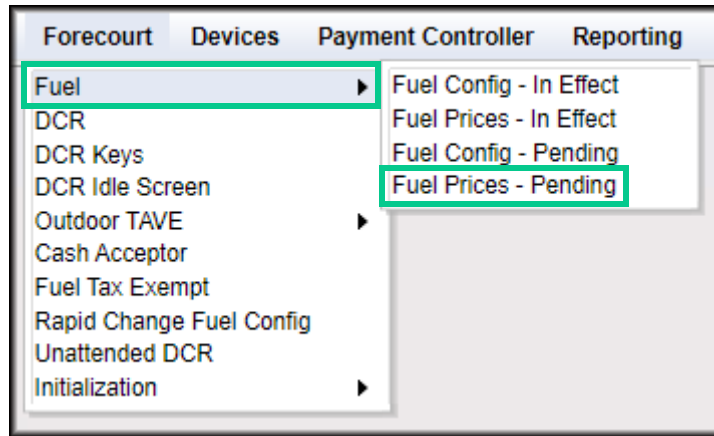 Forecourt Devices Payment Controller Reporting
Fuel
DCR
DCR Keys
DCR Idle Screen
Outdoor TAVE
Cash Acceptor
Fuel Tax Exempt
Rapid Change Fuel Config
Unattended DCR
Initialization
Fuel Config - In Effect
Fuel Prices - In Effect
Fuel Config - Pending
Fuel Prices - Pending